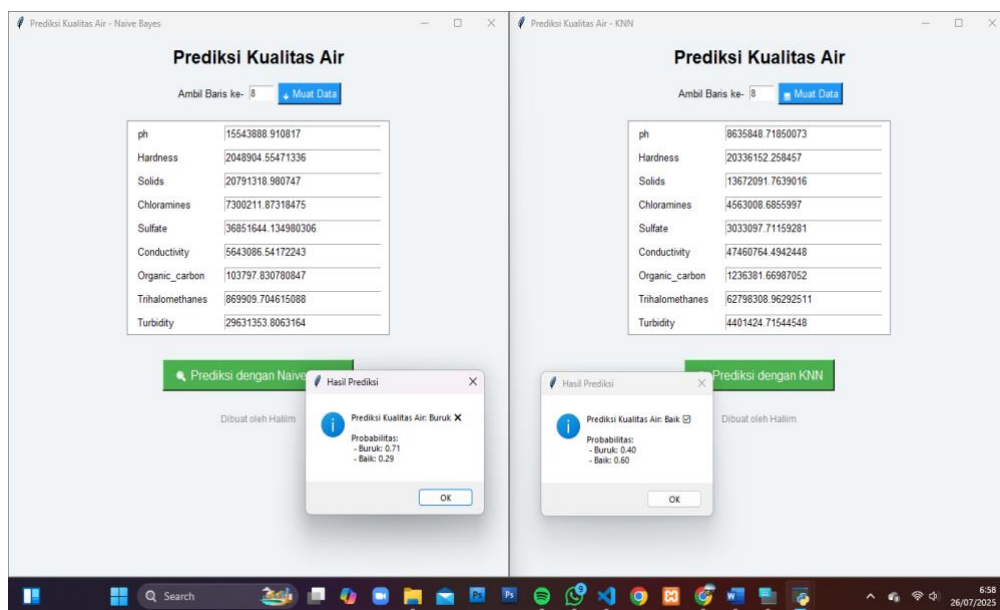 Prediksi Kualitas Air - Naive Bayes
Prediksi Kualitas Air
Ambil Baris ke- 8 Muat Data
ph 15543888.910817
Hardness 2048904.55471336
Solids 20791318.980747
Chloramines 7300211.87318475
Sulfate 36851644.134980306
Conductivity 5643086.54172243
Organic_carbon 103797.830780847
Trihalomethanes 869909.704615088
Turbidity 29631353.8063164
Prediksi dengan Naive
Dibuat oleh Haliim
Hasil Prediksi
Prediksi Kualitas Air: Buruk
Probabilitas:
- Buruk: 0.71
- Baik: 0.29
OK
Prediksi Kualitas Air - KNN
Prediksi Kualitas Air
Ambil Baris ke- 8 Muat Data
ph 8635848.71850073
Hardness 20336152.258457
Solids 13672091.7639016
Chloramines 4563008.6855997
Sulfate 3033097.71159281
Conductivity 47460764.4942448
Organic_carbon 1236381.66987052
Trihalomethanes 62798308.96292511
Turbidity 4401424.71544548
Prediksi dengan KNN
Dibuat oleh Haliim
Hasil Prediksi
Prediksi Kualitas Air: Baik
Probabilitas:
- Buruk: 0.40
- Baik: 0.60
OK
Search
Ps
Ps
9
6:58
26/07/2025